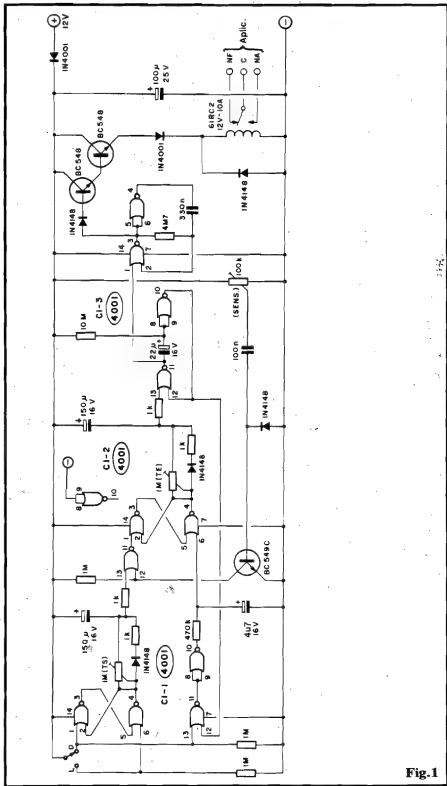 12V
1N4001
Aplic.
NF
C
NA
100µ
25V
61RC2
12V-10A
BC548
BC548
1N4001
1N4148
1N4148
4
5
6
4M7
330n
14
3
1
2
7
CI-3
4001
10M
10
8
9
22µ
16V
11
13
12
100k
(SENS.)
100n
1N4148
150µ
16V
1k
CI-2
4001
1k
1N4148
1M(TE)
9
8
10
14
3
1
2
4
5
6
7
BC549C
1M
11
13
12
1k
150µ
16V
1k
1N4148
1M(TS)
CI-1
4001
470k
4µ7
16V
10
8
9
14
3
1
2
4
5
6
11
13
12
7
D
L
1M
1M
Fig.1